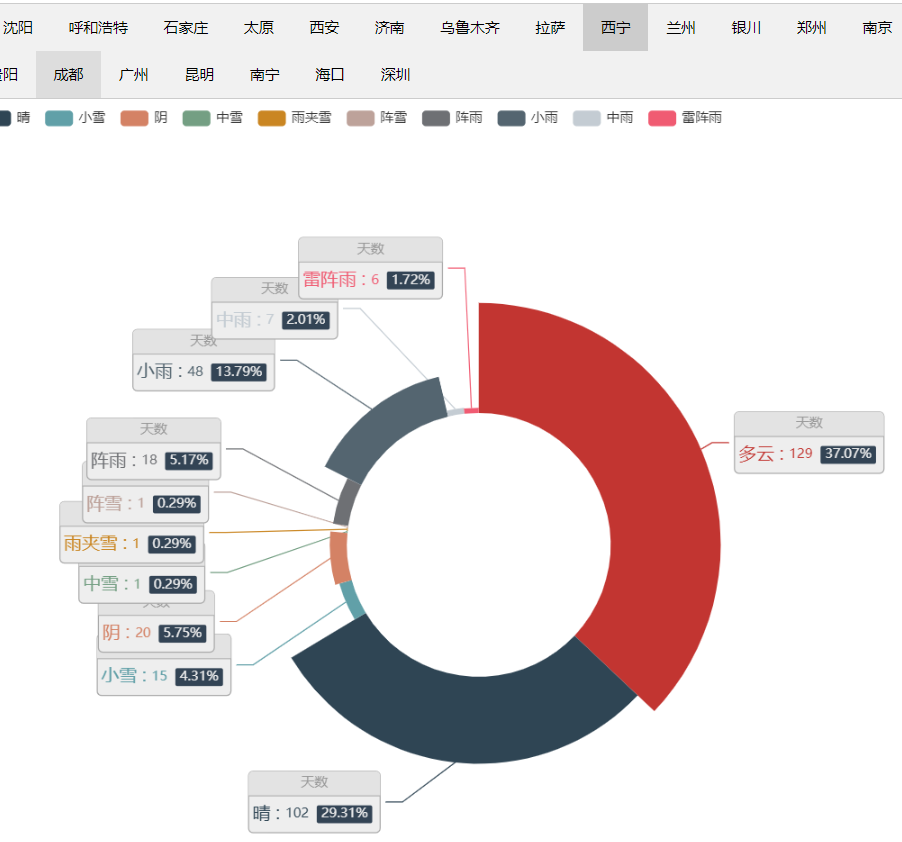 沈阳 呼和浩特 石家庄 太原 西安 济南 乌鲁木齐 拉萨 西宁 兰州 银川 郑州 南京
阳 成都 广州 昆明 南宁 海口 深圳
晴 小雪 阴 中雪 雨夹雪 阵雪 阵雨 小雨 中雨 雷阵雨
天数
雷阵雨 : 6 1.72%
天数
中雨 : 7 2.01%
天数
小雨 : 48 13.79%
天数
多云 : 129 37.07%
天数
阵雨 : 18 5.17%
阵雪 : 1 0.29%
雨夹雪 : 1 0.29%
中雪 : 1 0.29%
天数
阴 : 20 5.75%
小雪 : 15 4.31%
天数
晴 : 102 29.31%